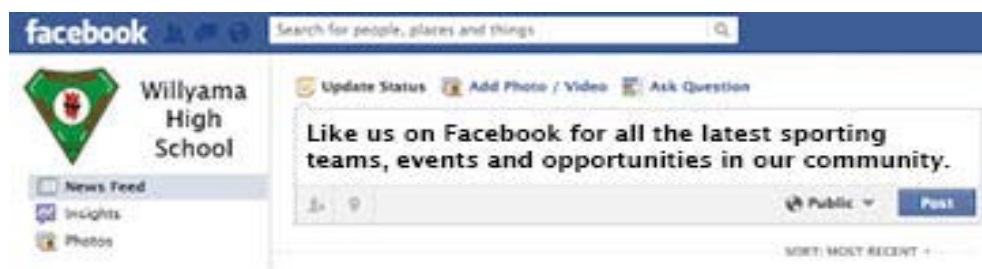 facebook
Search for people, places and things
Willyama
High
School
Update Status Add Photo / Video Ask Question
Like us on Facebook for all the latest sporting
teams, events and opportunities in our community.
News Feed
Insights
Photos
Public Post
SORT: MOST RECENT